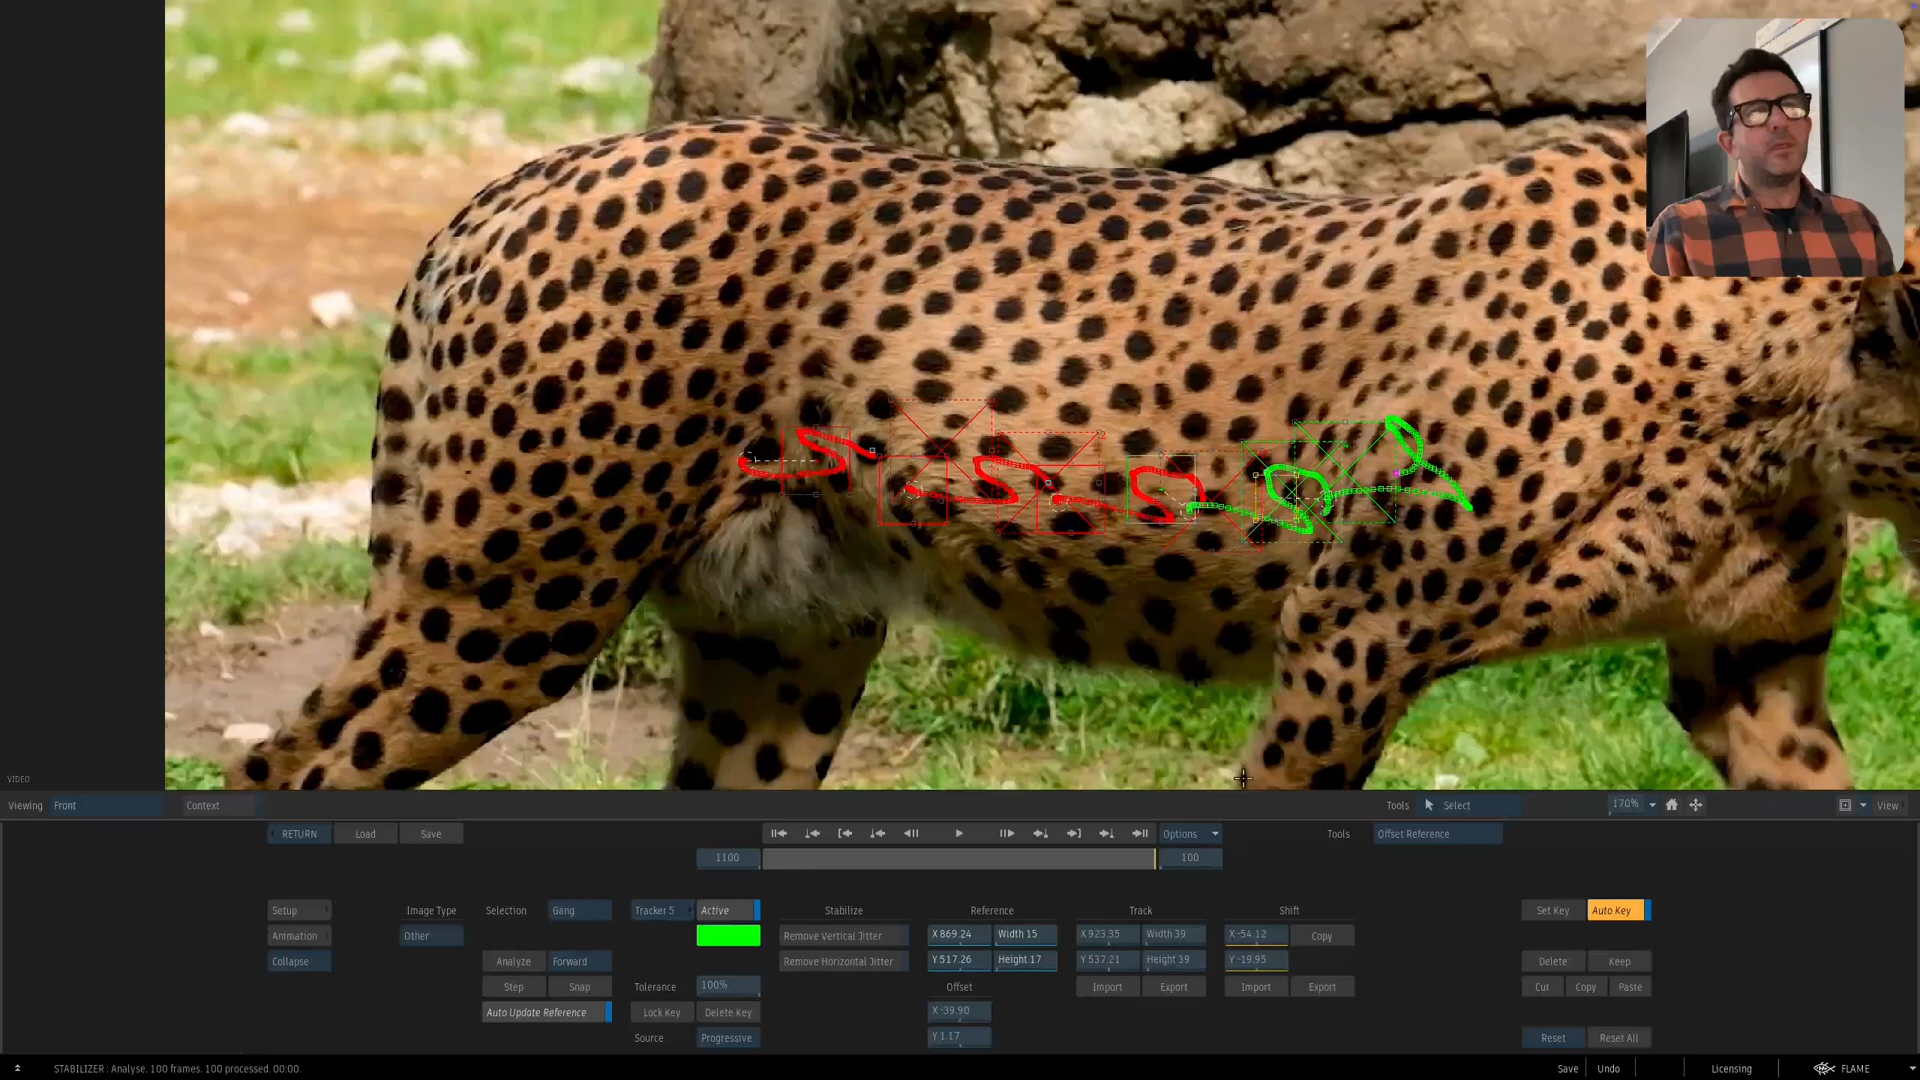 VIDEO
Viewing Front Context Tools Select 170% View
RETURN Load Save Options Tools Offset Reference
1100 100
Setup Image Type Selection Gang Tracker 5 Active Stabilize Reference Track Shift Set Key Auto Key
Animation Other Remove Vertical Jitter X 869.24 Width 15 X 923.35 Width 39 X -54.12 Copy
Collapse Analyze Forward Remove Horizontal Jitter Y 517.26 Height 17 Y 537.21 Height 39 Y -19.95 Delete Keep
Step Snap Tolerance 100% Offset Import Export Import Export Cut Copy Paste
Auto Update Reference Lock Key Delete Key X -39.90
Source Progressive Y 1.17 Reset Reset All
STABILIZER : Analyse. 100 frames. 100 processed. 00:00. Save Undo Licensing FLAME